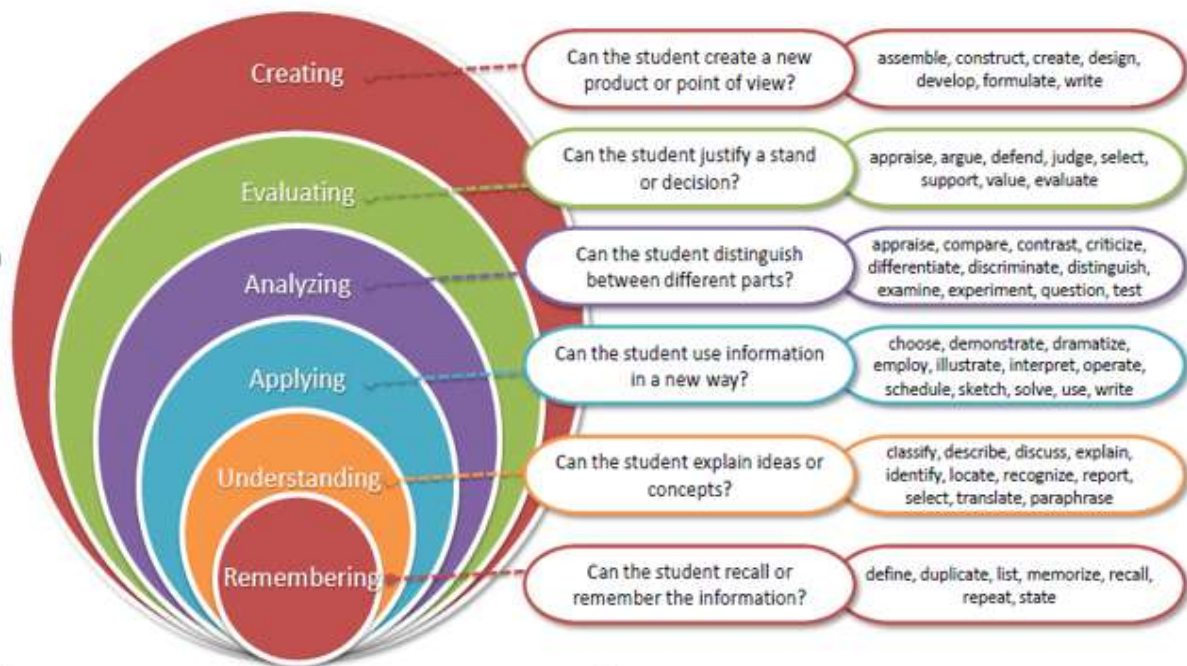 Creating
Can the student create a new
product or point of view?
assemble, construct, create, design,
develop, formulate, write
Evaluating
Can the student justify a stand
or decision?
appraise, argue, defend, judge, select,
support, value, evaluate
Analyzing
Can the student distinguish
between different parts?
appraise, compare, contrast, criticize,
differentiate, discriminate, distinguish,
examine, experiment, question, test
Applying
Can the student use information
in a new way?
choose, demonstrate, dramatize,
employ, illustrate, interpret, operate,
schedule, sketch, solve, use, write
Understanding
Can the student explain ideas or
concepts?
classify, describe, discuss, explain,
identify, locate, recognize, report,
select, translate, paraphrase
Remembering
Can the student recall or
remember the information?
define, duplicate, list, memorize, recall,
repeat, state